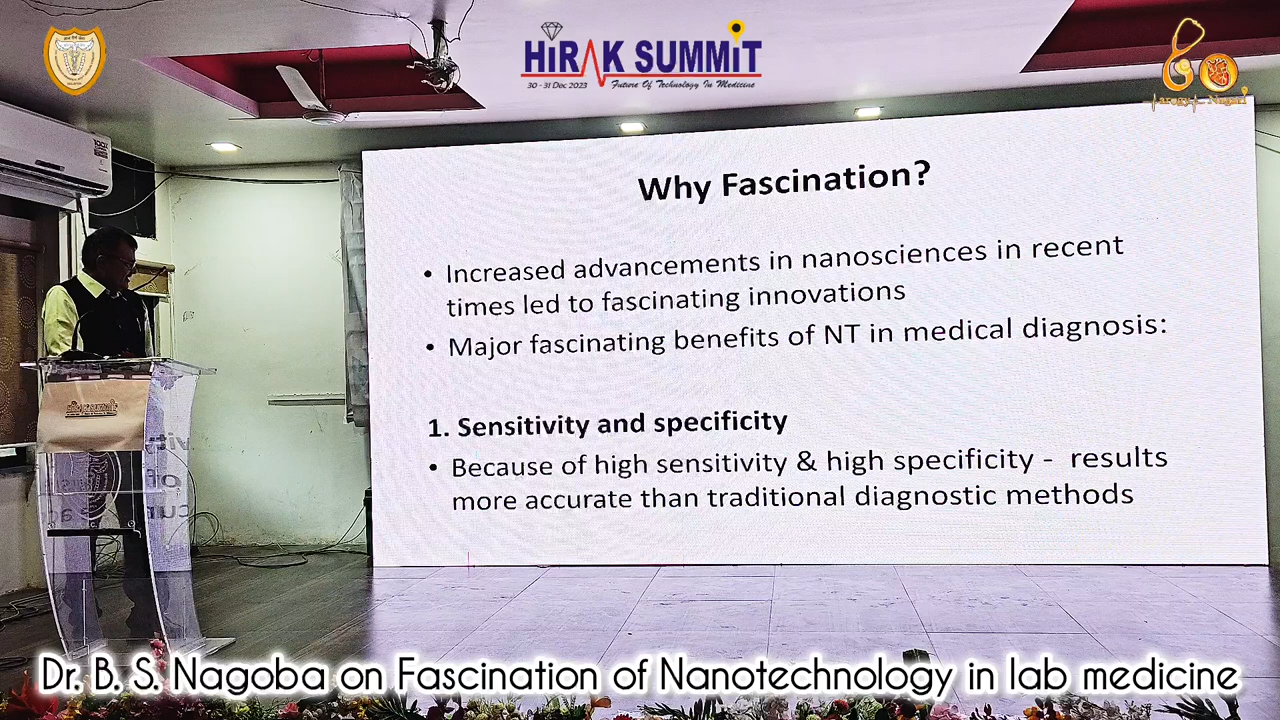 HiRAK SUMMiT
30 - 31 Dec 2023 Future Of Technology In Medicine
Arogya Nagari
Why Fascination?
• Increased advancements in nanosciences in recent
times led to fascinating innovations
• Major fascinating benefits of NT in medical diagnosis:
1. Sensitivity and specificity
• Because of high sensitivity & high specificity - results
more accurate than traditional diagnostic methods
Dr. B. S. Nagoba on Fascination of Nanotechnology in lab medicine